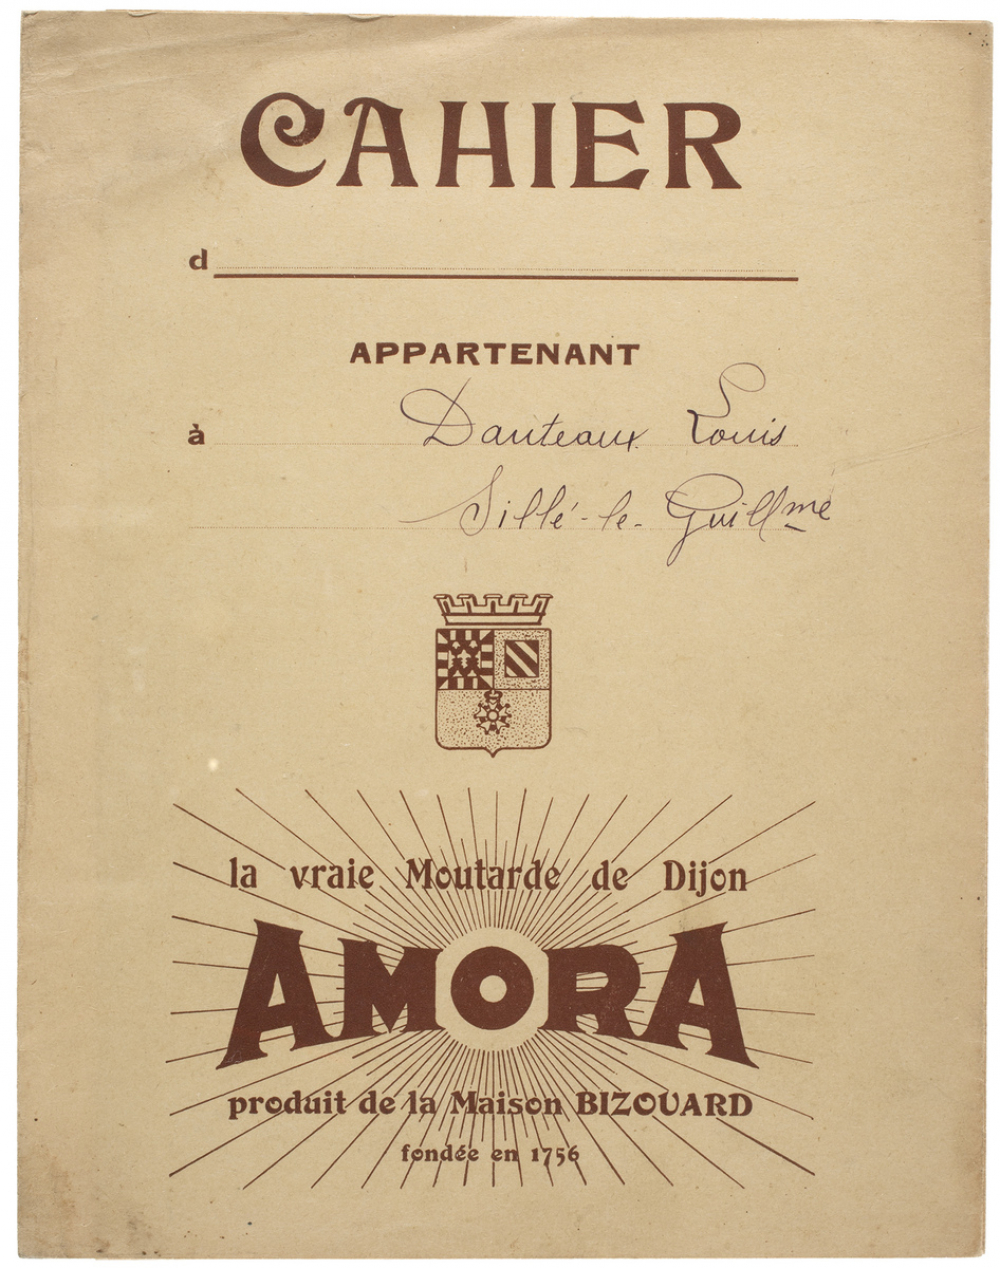 CAHIER
d
APPARTENANT
à Danteaux Louis
Sillé-le-Guillme
la vraie Moutarde de Dijon
AMORA
produit de la Maison BIZOUARD
fondée en 1756